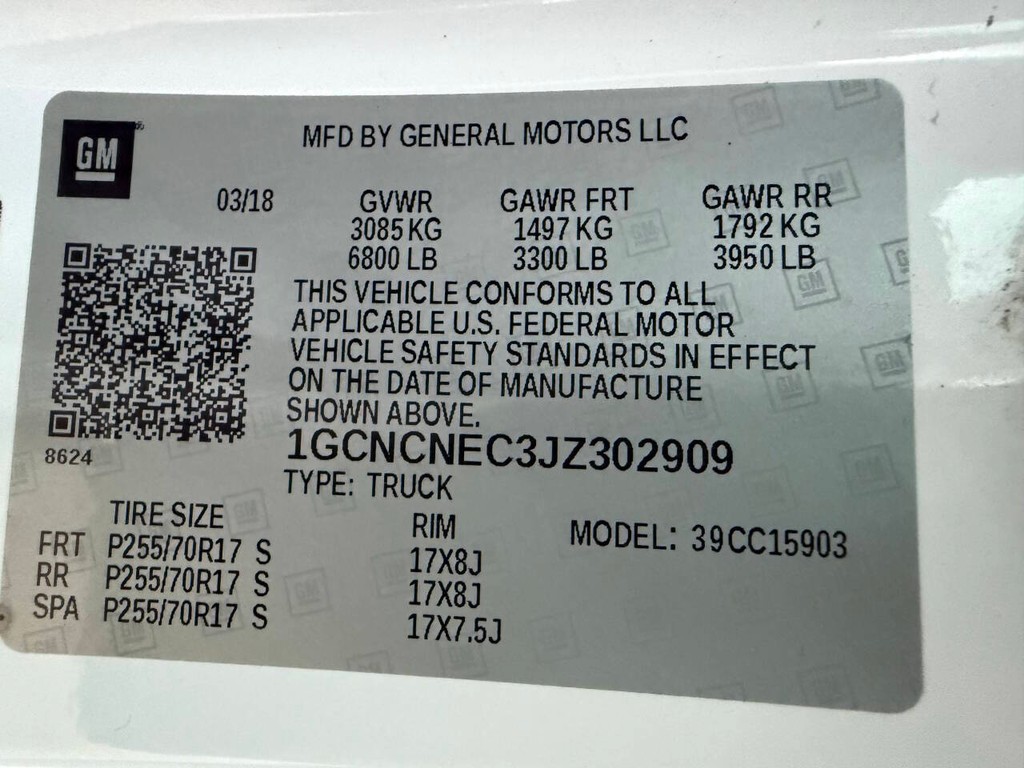 GM
MFD BY GENERAL MOTORS LLC
03/18 GVWR GAWR FRT GAWR RR
3085 KG 1497 KG 1792 KG
6800 LB 3300 LB 3950 LB
THIS VEHICLE CONFORMS TO ALL
APPLICABLE U.S. FEDERAL MOTOR
VEHICLE SAFETY STANDARDS IN EFFECT
ON THE DATE OF MANUFACTURE
SHOWN ABOVE.
8624
1GCNCNEC3JZ302909
TYPE: TRUCK
TIRE SIZE RIM MODEL: 39CC15903
FRT P255/70R17 S 17X8J
RR P255/70R17 S 17X8J
SPA P255/70R17 S 17X7.5J